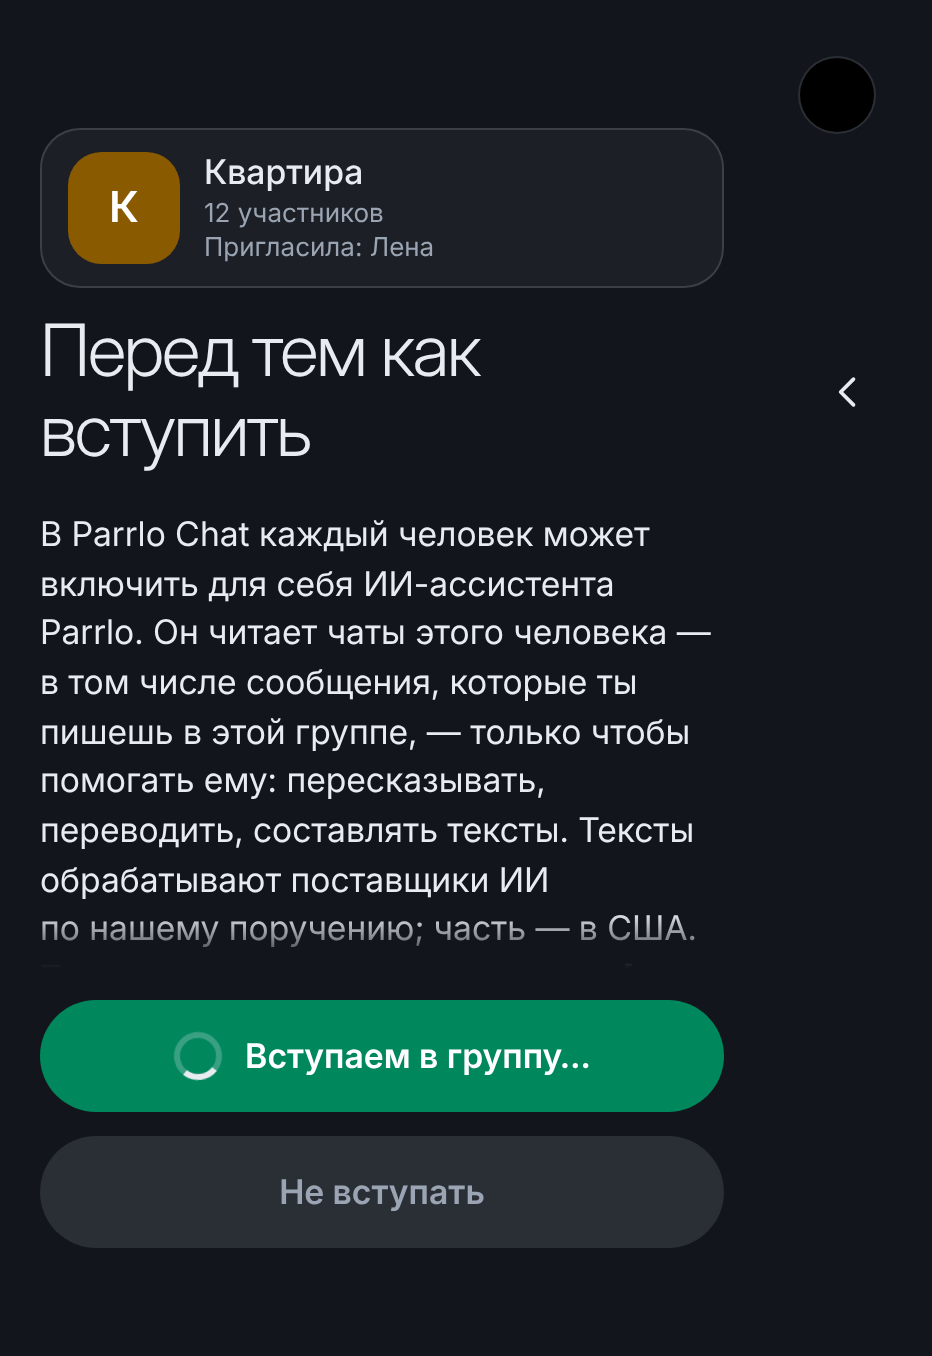 К
Квартира
12 участников
Пригласила: Лена
Перед тем как
вступить
В Parrlo Chat каждый человек может
включить для себя ИИ-ассистента
Parrlo. Он читает чаты этого человека —
в том числе сообщения, которые ты
пишешь в этой группе, — только чтобы
помогать ему: пересказывать,
переводить, составлять тексты. Тексты
обрабатывают поставщики ИИ
по нашему поручению; часть — в США.
Вступаем в группу...
Не вступать